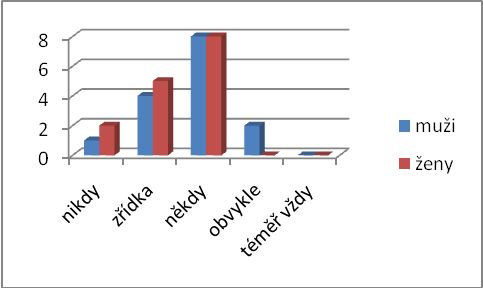 8
6
4
2
0
nikdy
zřídka
někdy
obvykle
téměř vždy
muži
ženy